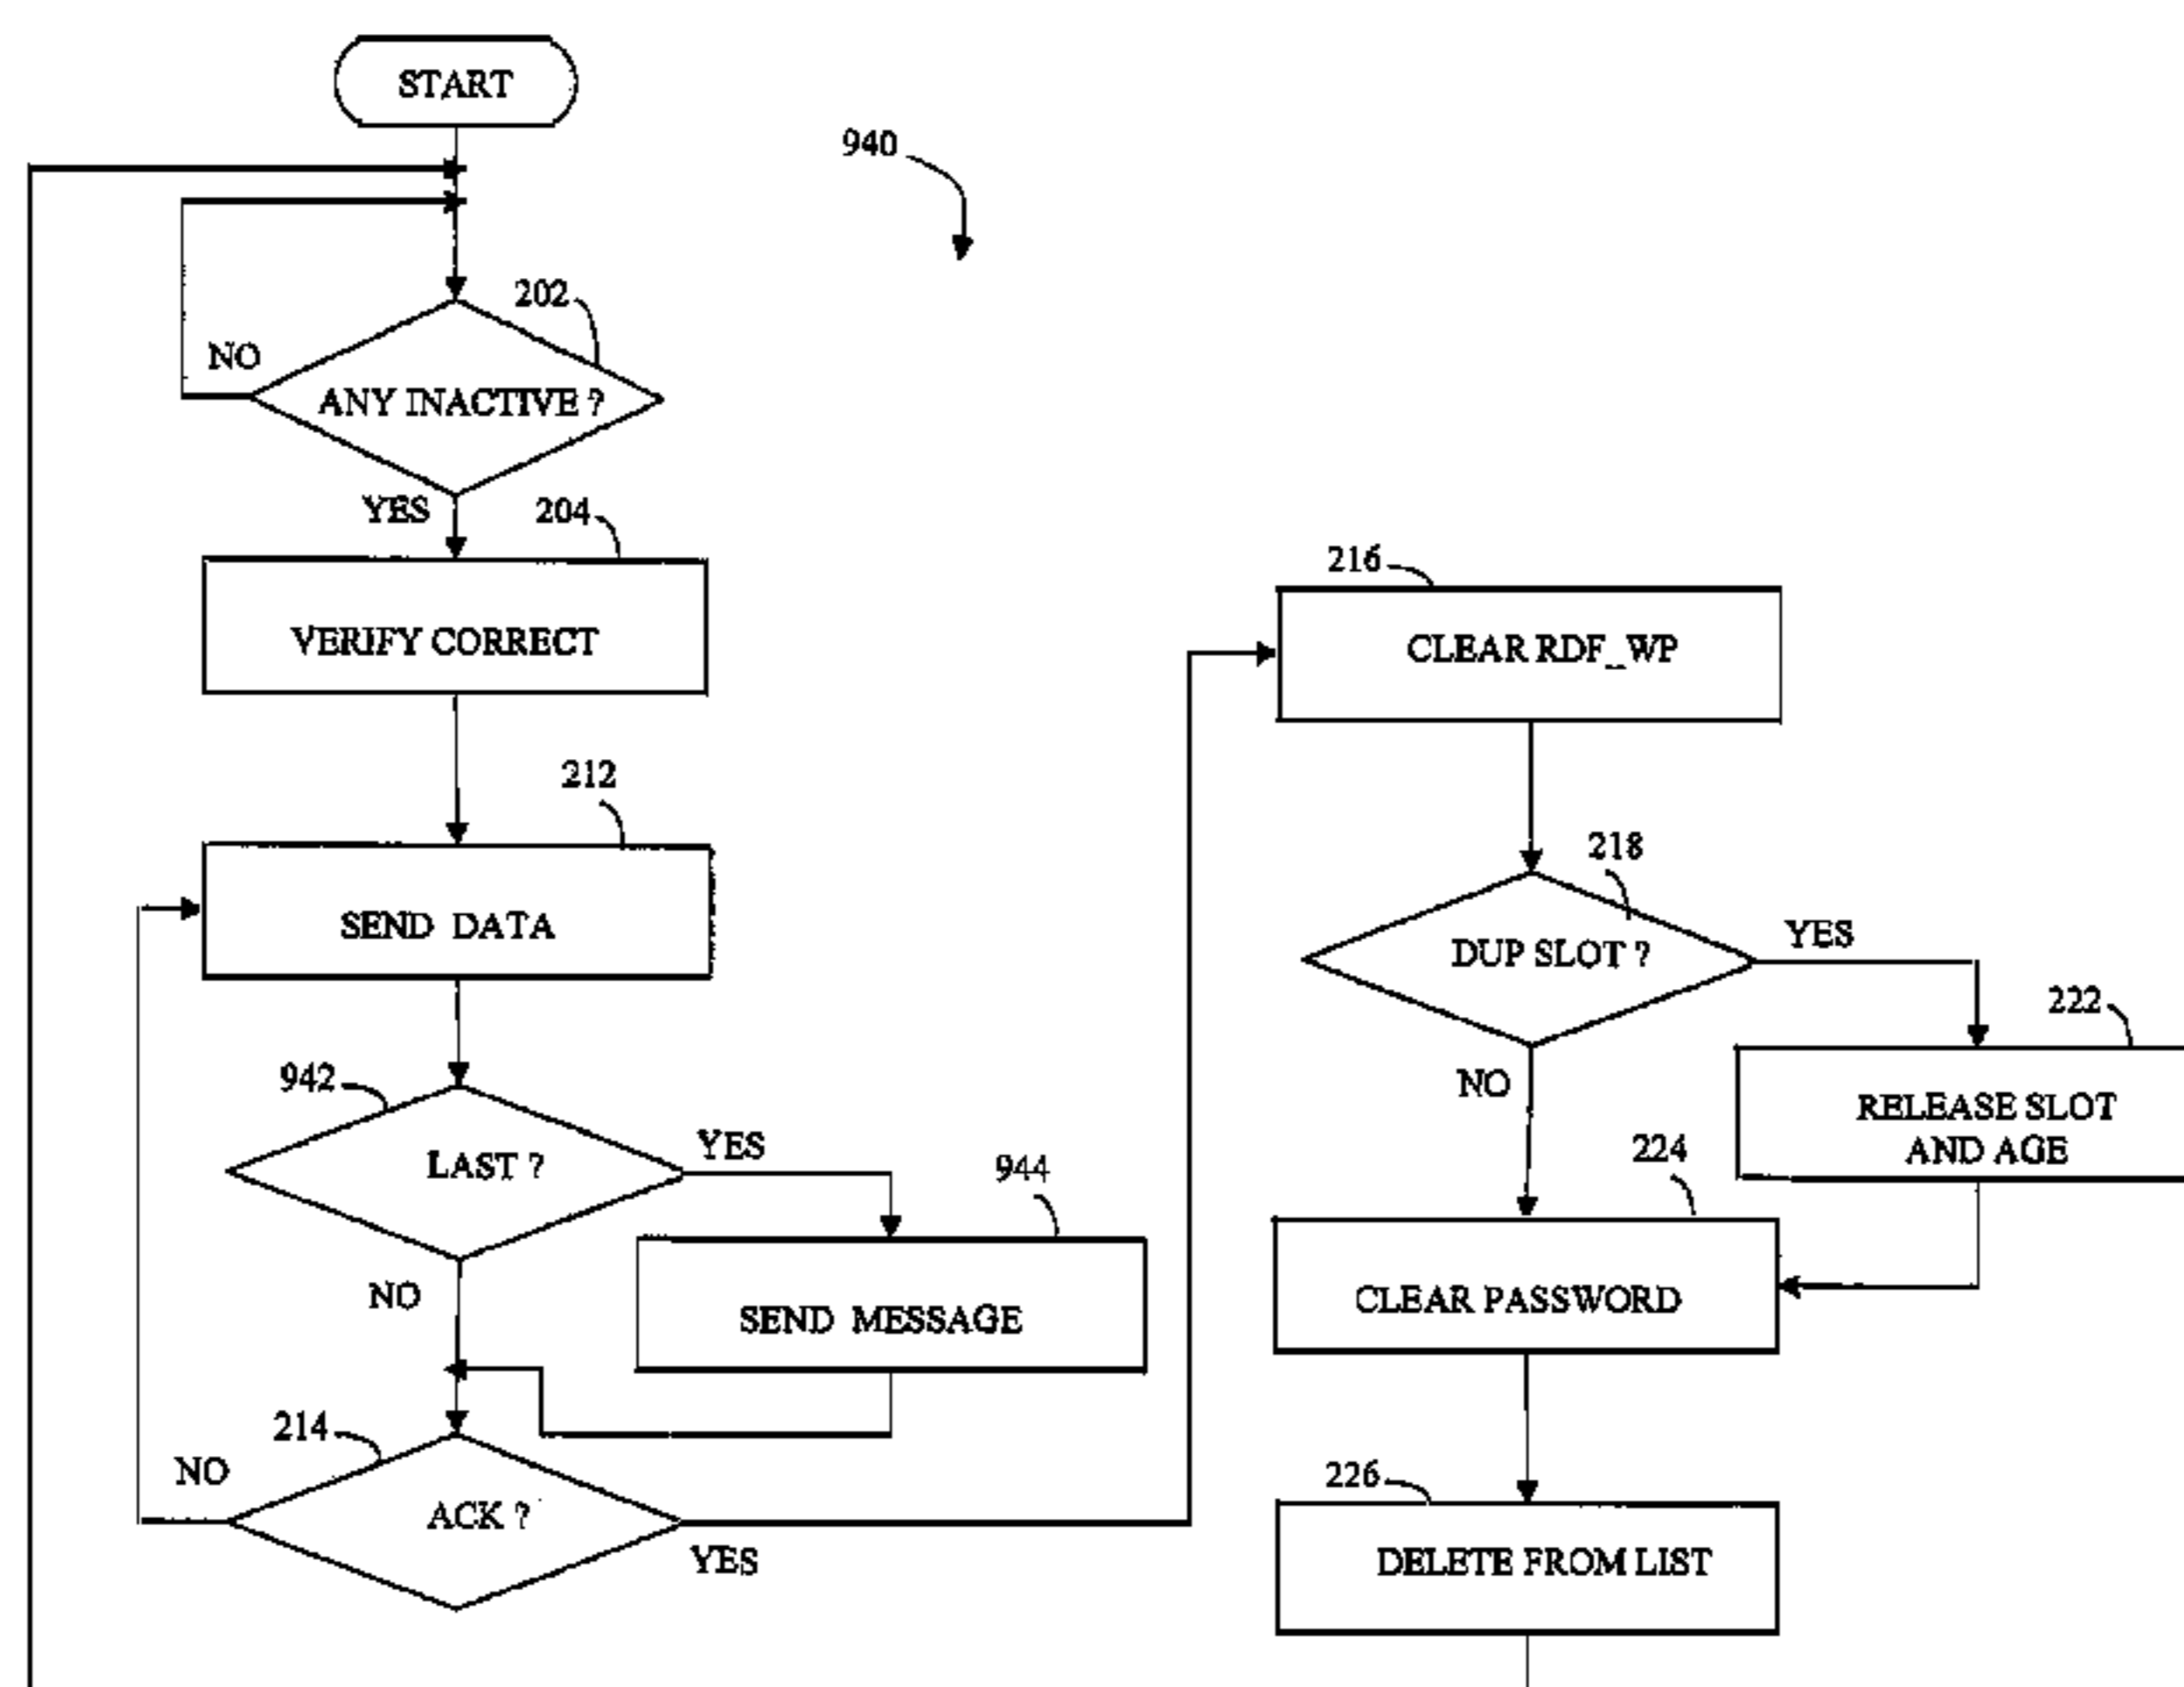 START
940
202
NO
ANY INACTIVE ?
YES
204
VERIFY CORRECT
212
SEND DATA
942
LAST ?
YES
944
NO
SEND MESSAGE
214
NO
ACK ?
YES
216
CLEAR RDF_WP
218
DUP SLOT ?
YES
222
NO
RELEASE SLOT
AND AGE
224
CLEAR PASSWORD
226
DELETE FROM LIST